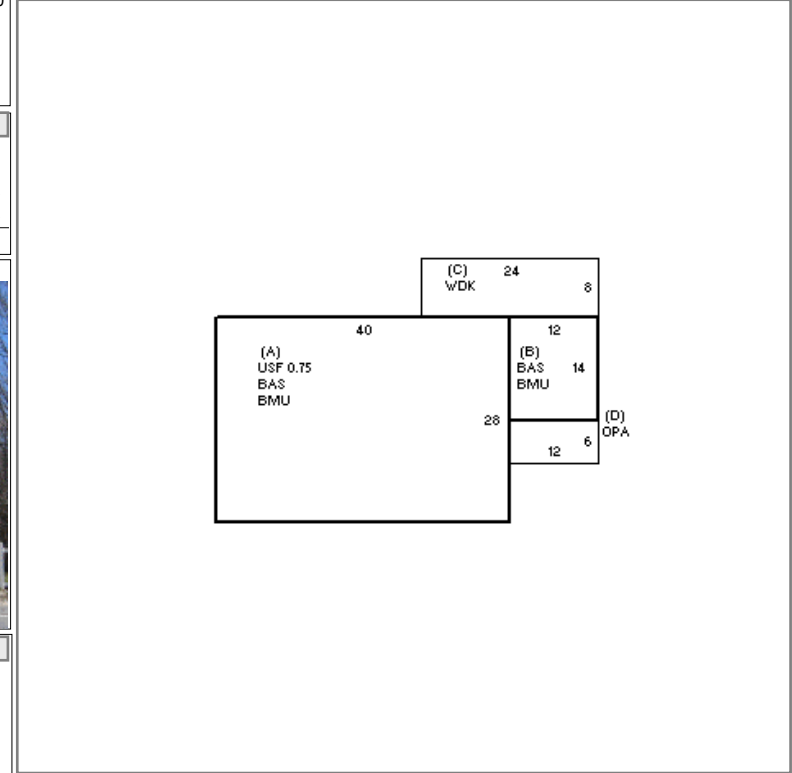 (C)
WDK
24
8
40
12
(A)
USF 0.75
BAS
BMU
(B)
BAS
BMU
14
28
(D)
OPA
6
12